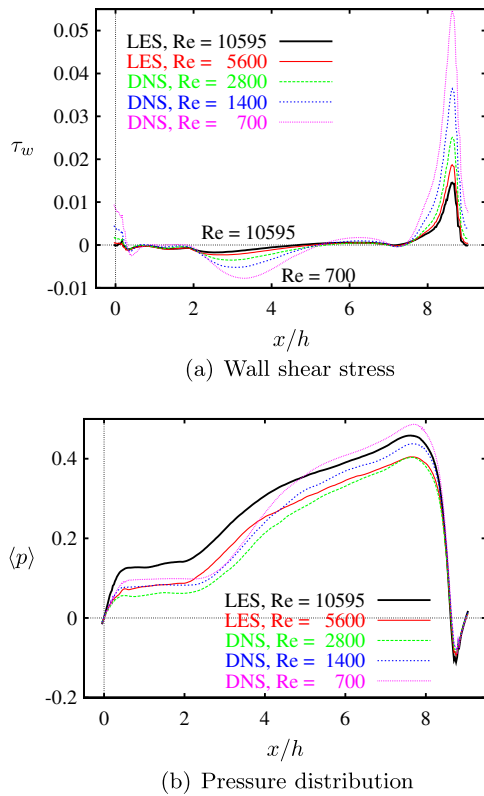 0.05
0.04
0.03
0.02
0.01
0
-0.01
τw
LES, Re = 10595
LES, Re = 5600
DNS, Re = 2800
DNS, Re = 1400
DNS, Re = 700
Re = 10595
Re = 700
0 2 4 6 8
x/h
(a) Wall shear stress
0.4
0.2
0
-0.2
⟨p⟩
LES, Re = 10595
LES, Re = 5600
DNS, Re = 2800
DNS, Re = 1400
DNS, Re = 700
0 2 4 6 8
x/h
(b) Pressure distribution